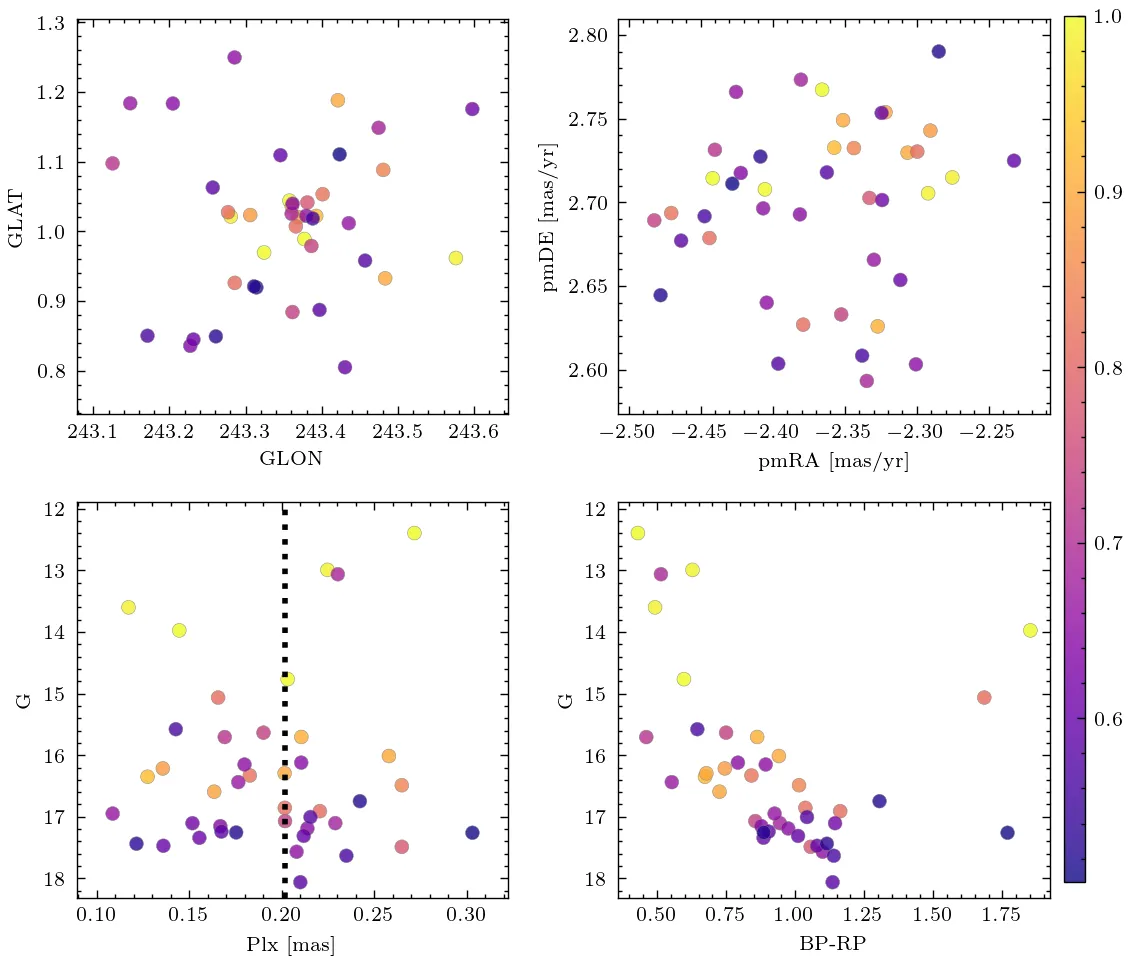 1.3
1.2
1.1
1.0
0.9
0.8
GLAT
243.1 243.2 243.3 243.4 243.5 243.6
GLON
2.80
2.75
2.70
2.65
2.60
pmDE [mas/yr]
−2.50 −2.45 −2.40 −2.35 −2.30 −2.25
pmRA [mas/yr]
1.0
0.9
0.8
0.7
0.6
12
13
14
15
16
17
18
G
0.10 0.15 0.20 0.25 0.30
Plx [mas]
12
13
14
15
16
17
18
G
0.50 0.75 1.00 1.25 1.50 1.75
BP-RP